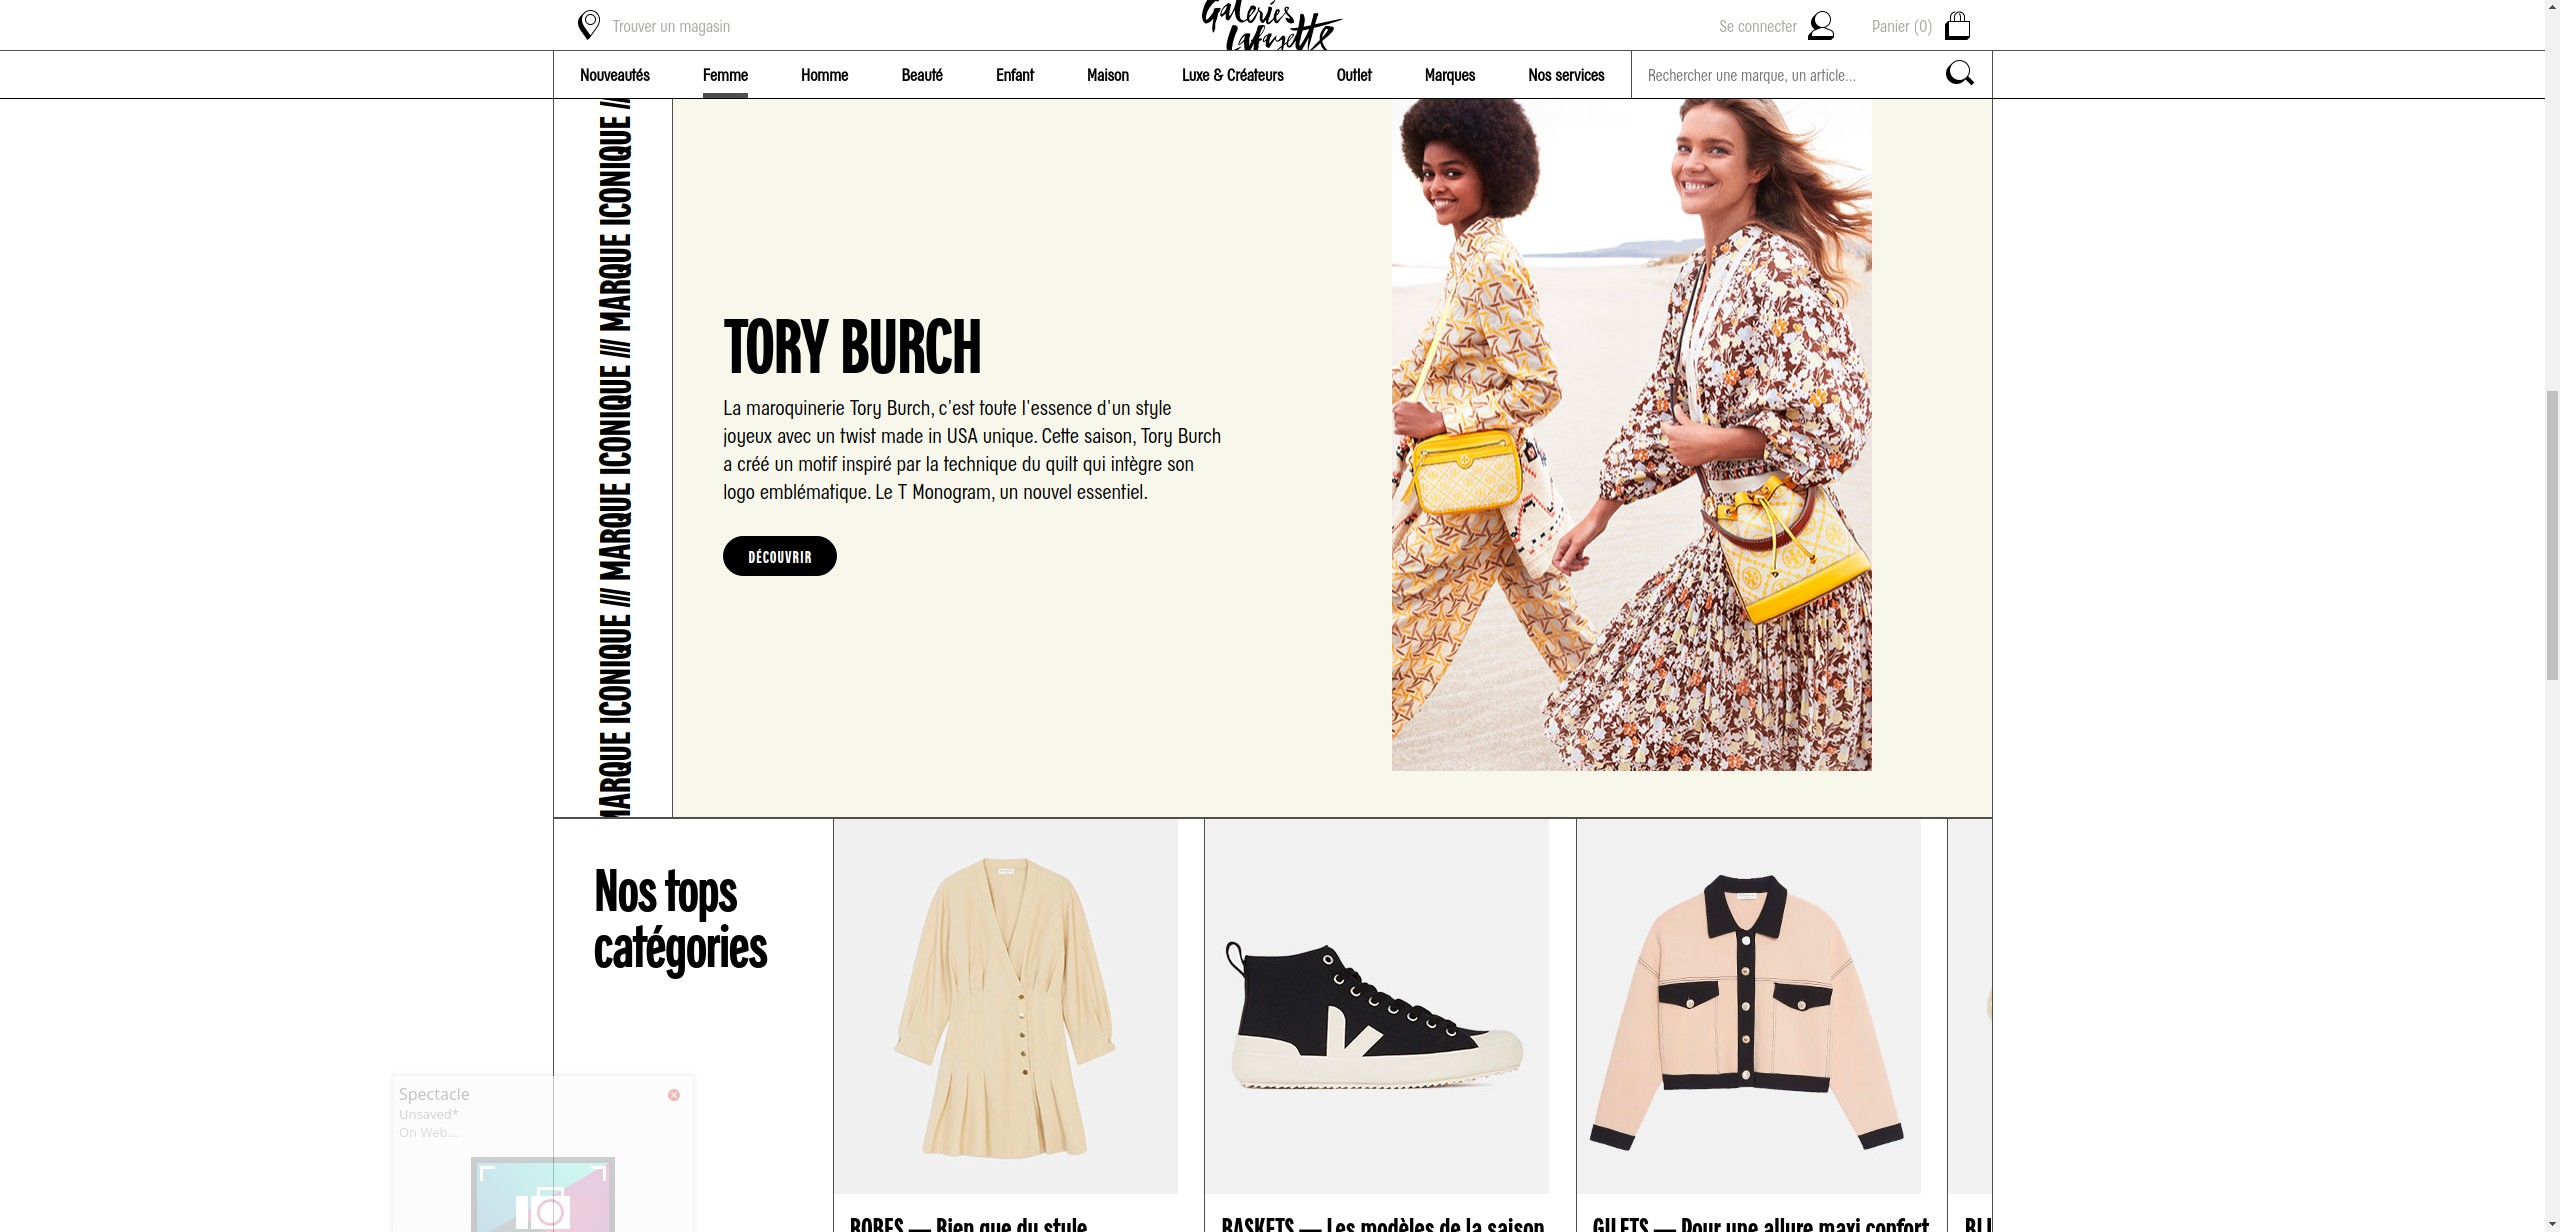 Trouver un magasin
Galeries
Lafayette
Se connecter
Panier (0)
Nouveautés
Femme
Homme
Beauté
Enfant
Maison
Luxe & Créateurs
Outlet
Marques
Nos services
Rechercher une marque, un article...
MARQUE ICONIQUE /// MARQUE ICONIQUE /// MARQUE ICONIQUE //
TORY BURCH
La maroquinerie Tory Burch, c'est toute l'essence d'un style
joyeux avec un twist made in USA unique. Cette saison, Tory Burch
a créé un motif inspiré par la technique du quilt qui intègre son
logo emblématique. Le T Monogram, un nouvel essentiel.
DÉCOUVRIR
Nos tops
catégories
Spectacle
Unsaved*
On Web...
ROBES — Bien que du style
BASKETS — Les modèles de la saison
GILETS — Pour une allure maxi confort